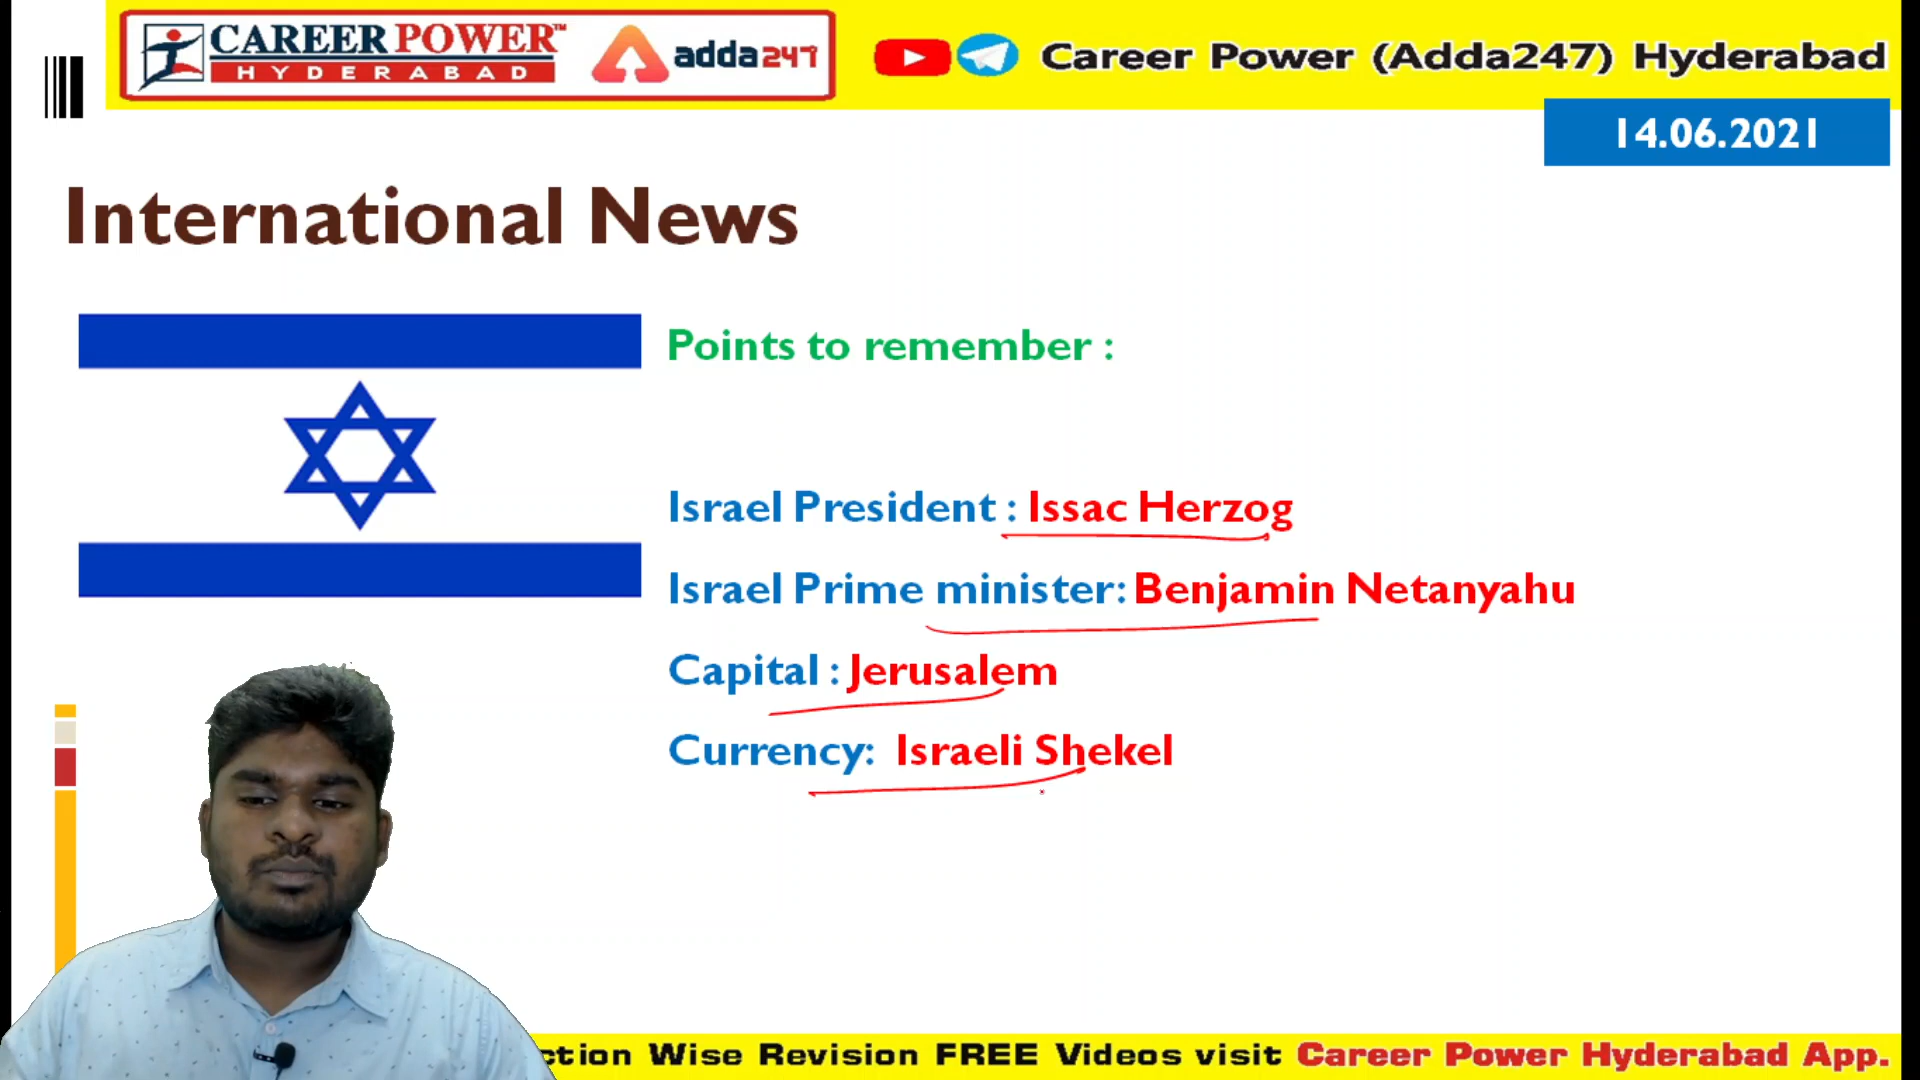 CAREER POWER™
HYDERABAD
adda247
Career Power (Adda247) Hyderabad
14.06.2021
International News
Points to remember :
Israel President : Issac Herzog
Israel Prime minister: Benjamin Netanyahu
Capital : Jerusalem
Currency: Israeli Shekel
ction Wise Revision FREE Videos visit Career Power Hyderabad App.